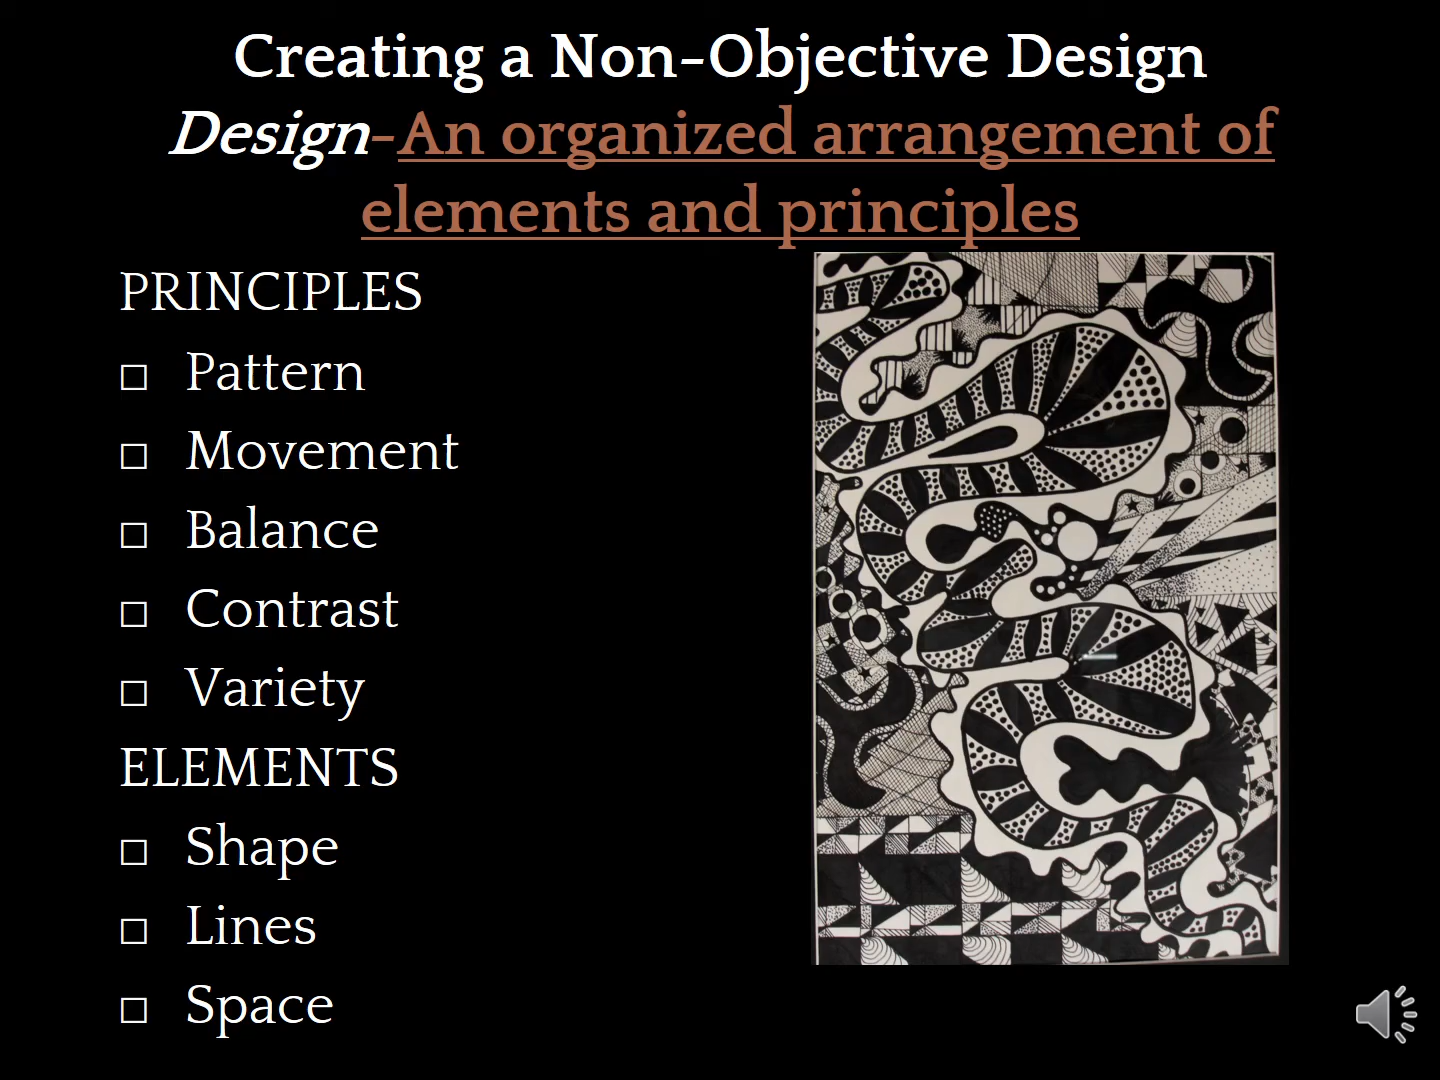 Creating a Non-Objective Design
Design-An organized arrangement of
elements and principles
PRINCIPLES
□ Pattern
□ Movement
□ Balance
□ Contrast
□ Variety
ELEMENTS
□ Shape
□ Lines
□ Space